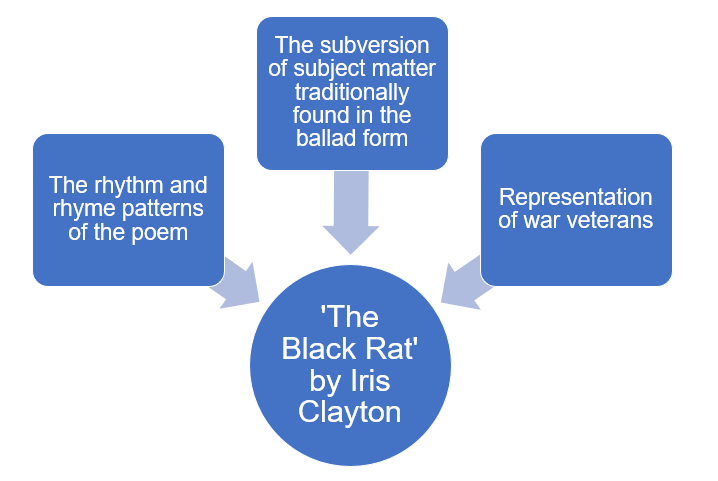 The rhythm and
rhyme patterns
of the poem
The subversion
of subject matter
traditionally
found in the
ballad form
Representation
of war veterans
'The
Black Rat'
by Iris
Clayton